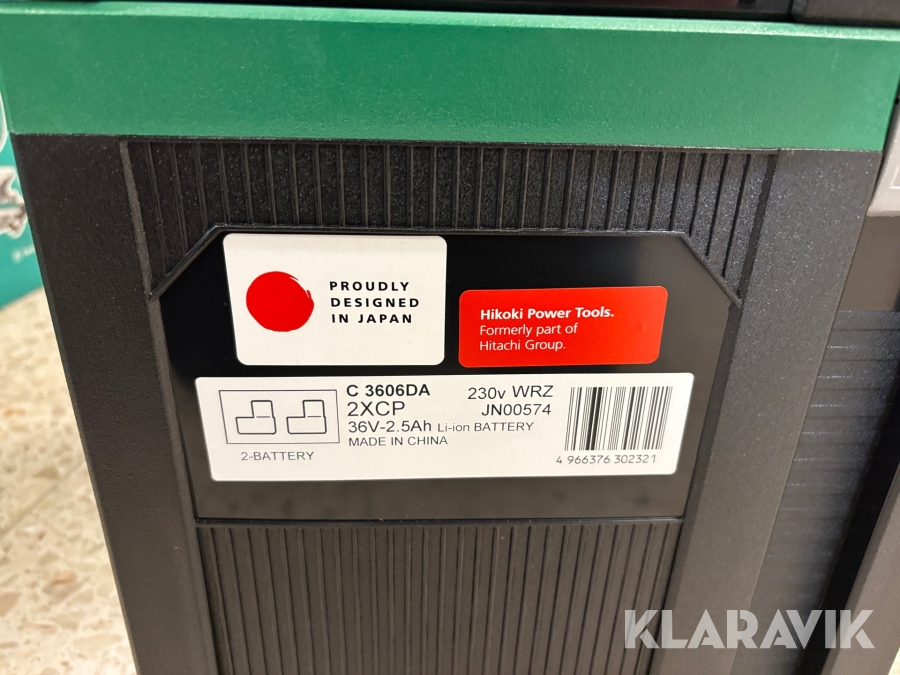 PROUDLY
DESIGNED
IN JAPAN
Hikoki Power Tools.
Formerly part of
Hitachi Group.
C 3606DA 230v WRZ
2XCP JN00574
36V-2.5Ah Li-ion BATTERY
MADE IN CHINA
2-BATTERY
4 966376 302321
KLARAVIK